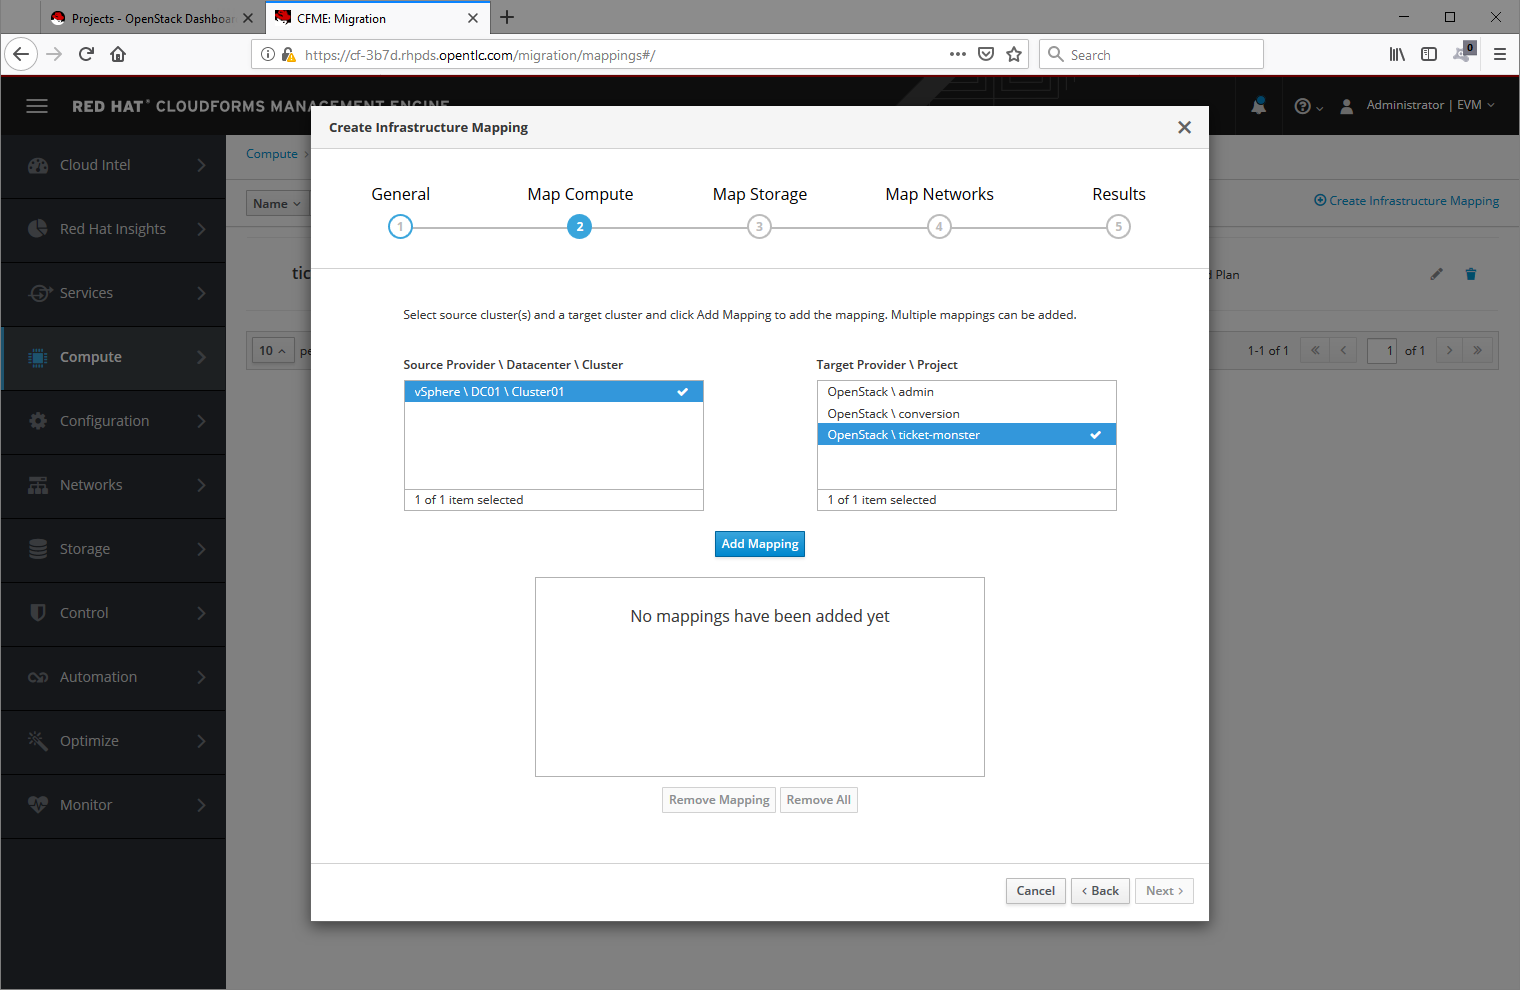 Projects - OpenStack Dashboar
CFME: Migration
https://cf-3b7d.rhpds.opentlc.com/migration/mappings#/
Search
0
RED HAT® CLOUDFORMS MANAGEMENT ENGINE
Administrator | EVM
Cloud Intel
Red Hat Insights
Services
Compute
Configuration
Networks
Storage
Control
Automation
Optimize
Monitor
Compute
Name
Create Infrastructure Mapping
tic
d Plan
10
pe
1-1 of 1
1
of 1
Create Infrastructure Mapping
General
Map Compute
Map Storage
Map Networks
Results
1
2
3
4
5
Select source cluster(s) and a target cluster and click Add Mapping to add the mapping. Multiple mappings can be added.
Source Provider \ Datacenter \ Cluster
vSphere \ DC01 \ Cluster01
1 of 1 item selected
Target Provider \ Project
OpenStack \ admin
OpenStack \ conversion
OpenStack \ ticket-monster
1 of 1 item selected
Add Mapping
No mappings have been added yet
Remove Mapping
Remove All
Cancel
< Back
Next >